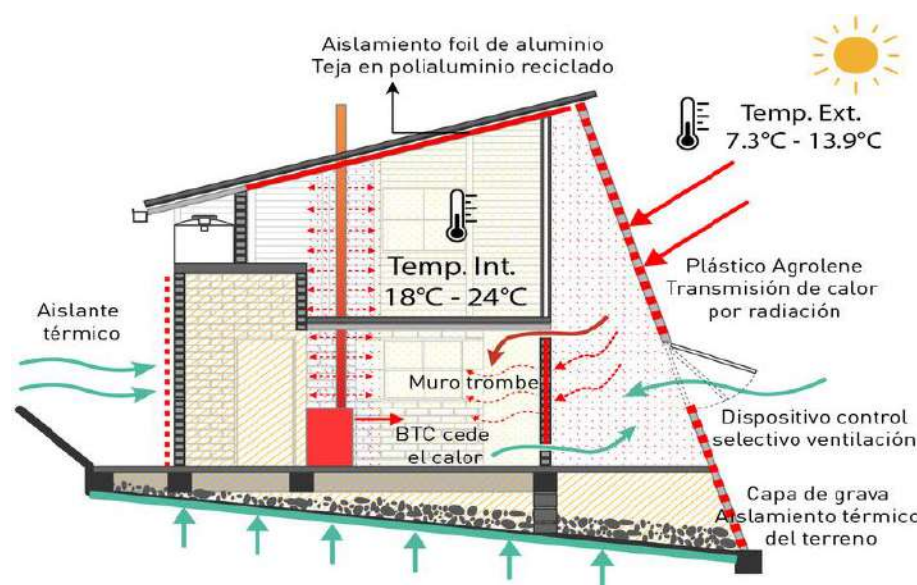 Aislamiento foil de aluminio
Teja en polialuminio reciclado
Temp. Ext.
7.3°C - 13.9°C
Temp. Int.
18°C - 24°C
Plástico Agrolene
Transmisión de calor
por radiación
Aislante
térmico
Muro trombe
BTC cede
el calor
Dispositivo control
selectivo ventilación
Capa de grava
Aislamiento térmico
del terreno